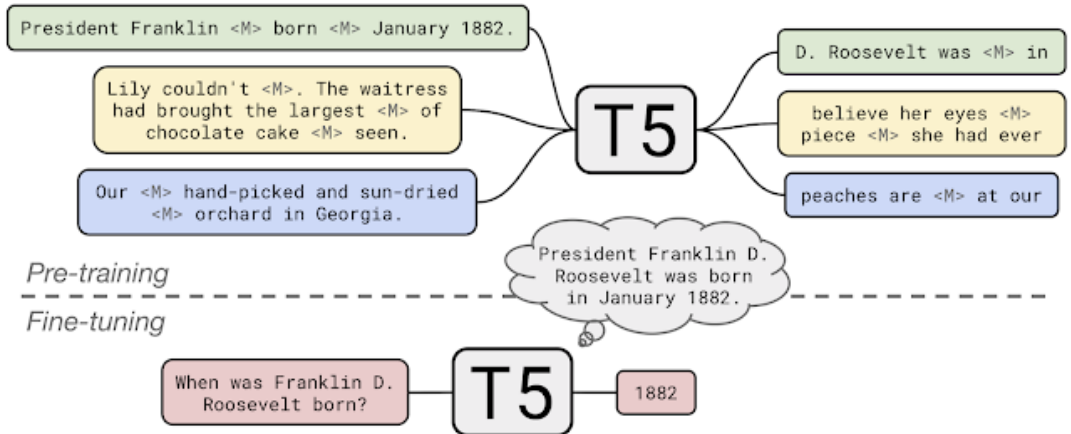 President Franklin <M> born <M> January 1882.
Lily couldn't <M>. The waitress
had brought the largest <M> of
chocolate cake <M> seen.
Our <M> hand-picked and sun-dried
<M> orchard in Georgia.
T5
D. Roosevelt was <M> in
believe her eyes <M>
piece <M> she had ever
peaches are <M> at our
Pre-training
President Franklin D.
Roosevelt was born
in January 1882.
Fine-tuning
When was Franklin D.
Roosevelt born?
T5
1882